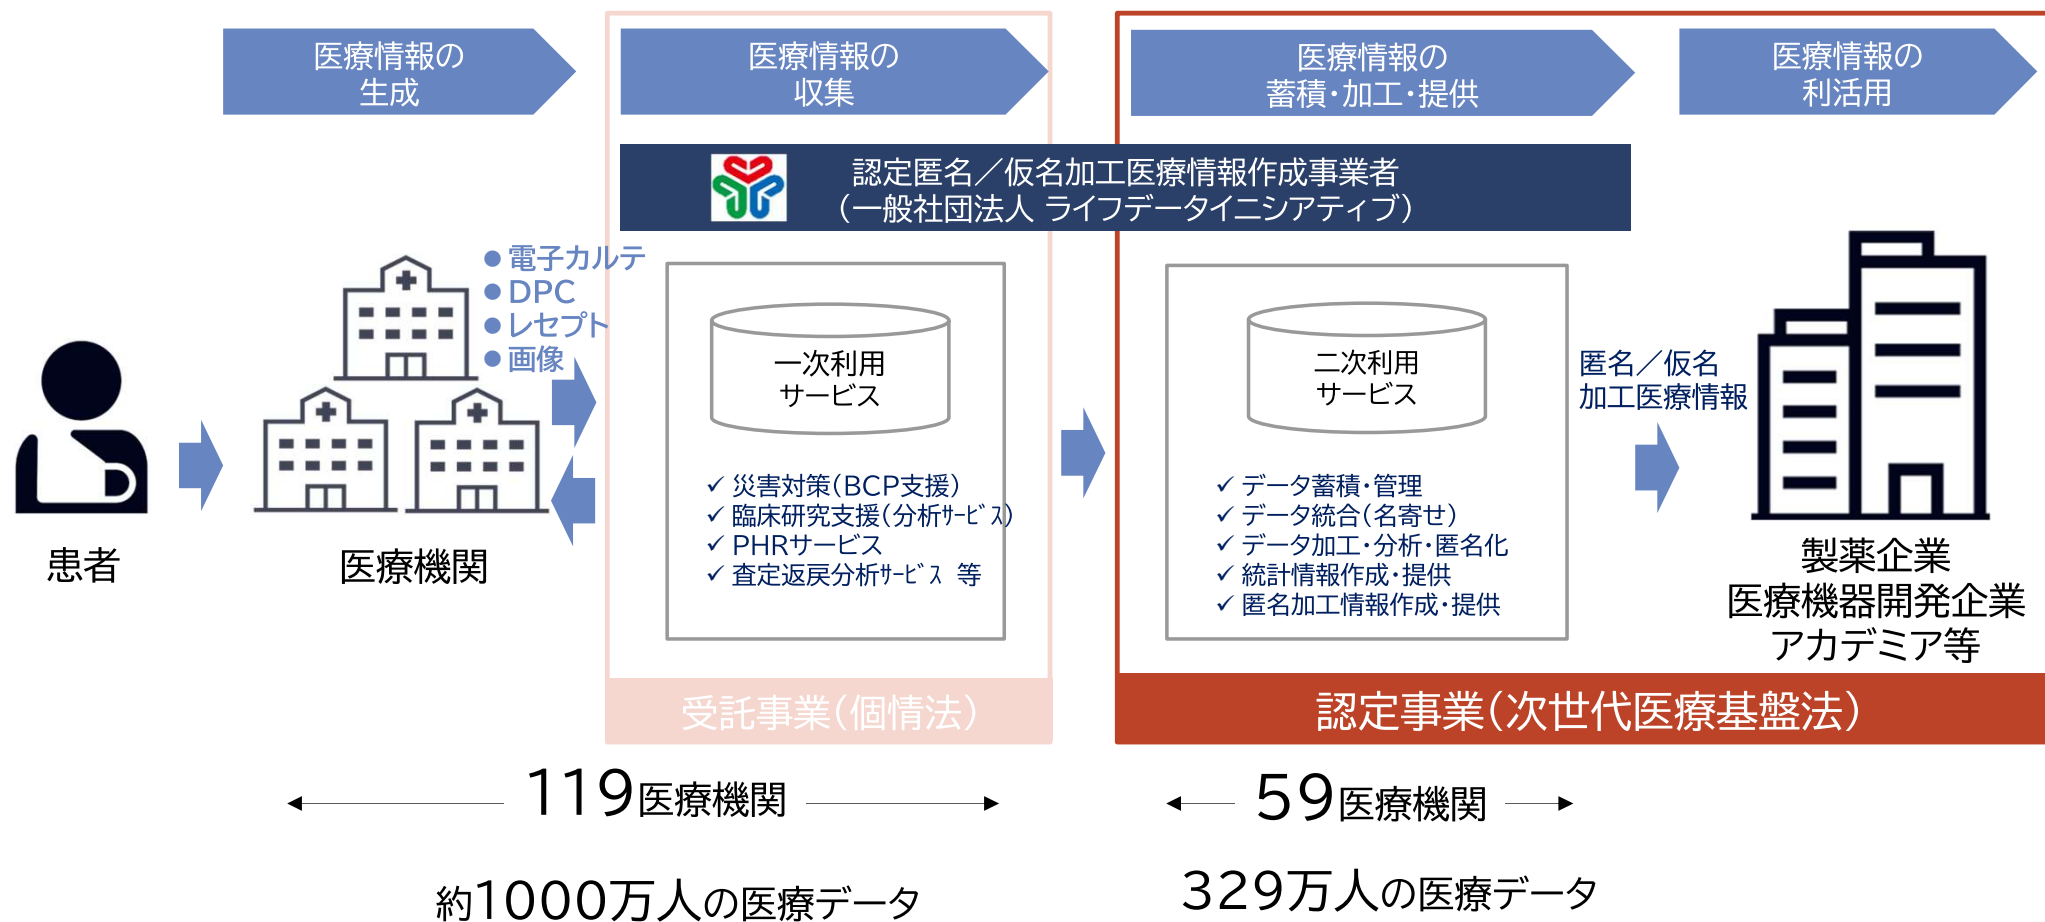 医療情報の
生成
医療情報の
収集
医療情報の
蓄積・加工・提供
医療情報の
利活用
認定匿名／仮名加工医療情報作成事業者
（一般社団法人 ライフデータイニシアティブ）
● 電子カルテ
● DPC
● レセプト
● 画像
患者
医療機関
一次利用
サービス
✓ 災害対策（BCP支援）
✓ 臨床研究支援（分析ｻｰﾋﾞｽ）
✓ PHRサービス
✓ 査定返戻分析ｻｰﾋﾞｽ 等
二次利用
サービス
✓ データ蓄積・管理
✓ データ統合（名寄せ）
✓ データ加工・分析・匿名化
✓ 統計情報作成・提供
✓ 匿名加工情報作成・提供
匿名／仮名
加工医療情報
製薬企業
医療機器開発企業
アカデミア等
受託事業（個情法）
認定事業（次世代医療基盤法）
119医療機関
59医療機関
約1000万人の医療データ
329万人の医療データ